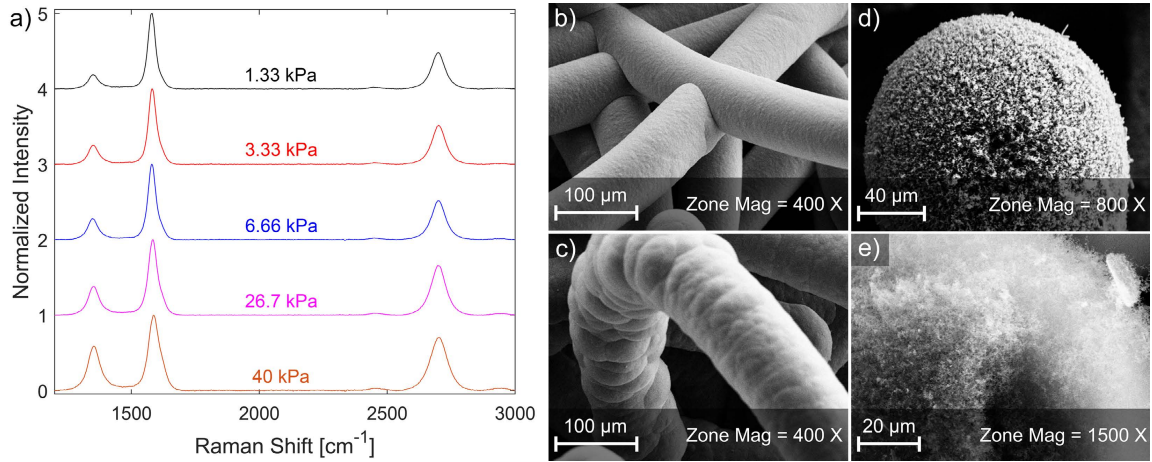 a)
5
4
3
2
1
0
Normalized Intensity
1.33 kPa
3.33 kPa
6.66 kPa
26.7 kPa
40 kPa
1500
2000
2500
3000
Raman Shift [cm⁻¹]
b)
100 µm
Zone Mag = 400 X
c)
100 µm
Zone Mag = 400 X
d)
40 µm
Zone Mag = 800 X
e)
20 µm
Zone Mag = 1500 X